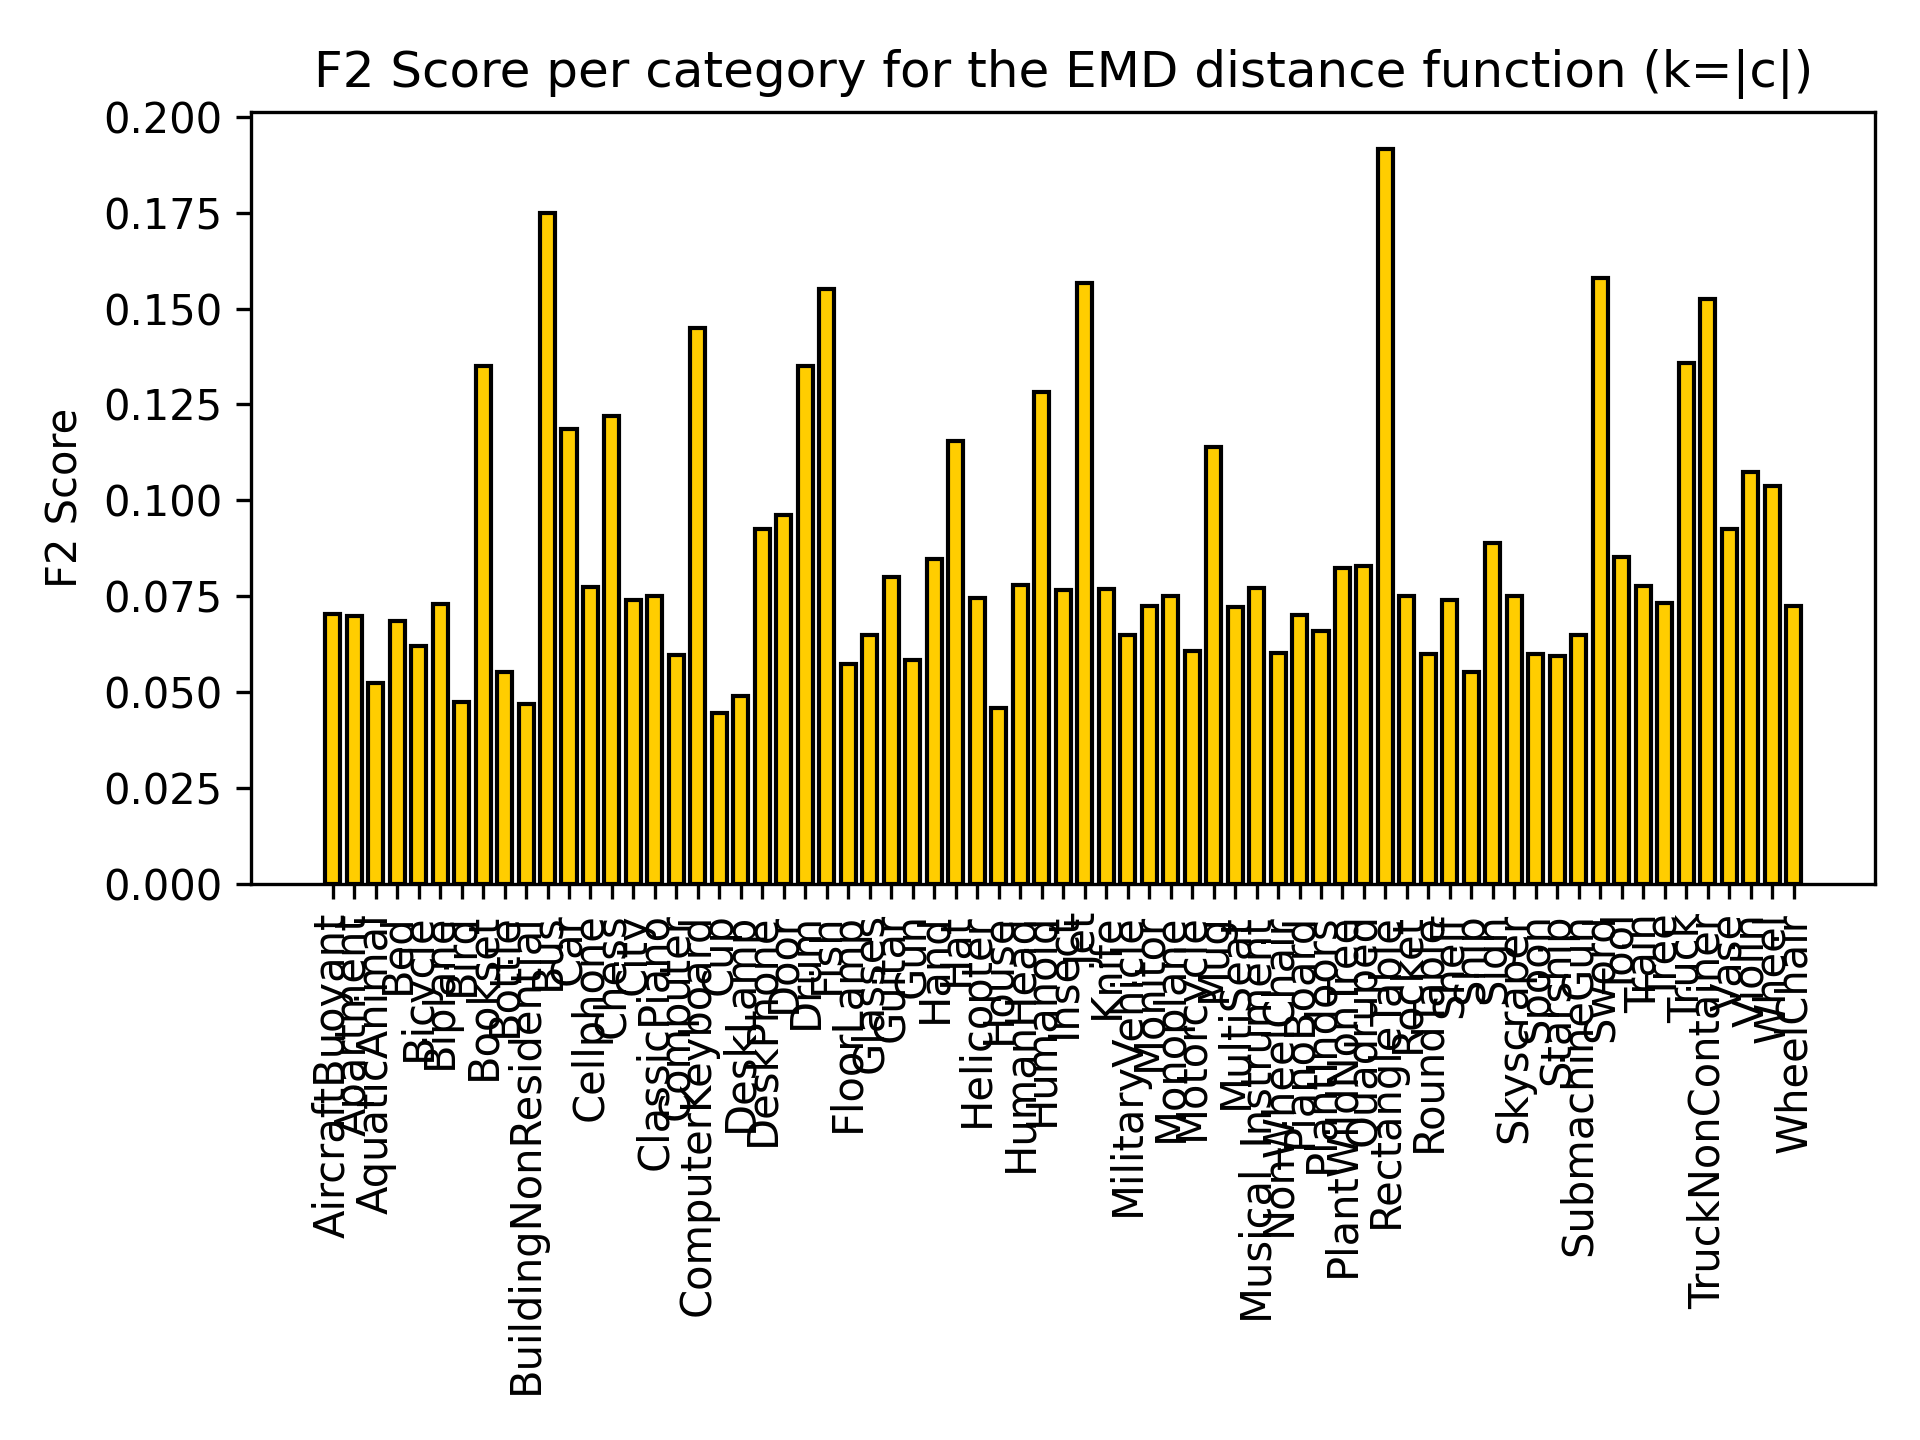 F2 Score per category for the EMD distance function (k=|c|)
0.200
0.175
0.150
0.125
0.100
0.075
0.050
0.025
0.000
F2 Score
AircraftBuoyant
Apartment
AquaticAnimal
Bed
Bicycle
Biplane
Bird
Bookset
Bottle
BuildingNonResidential
Bus
Car
Cellphone
Chess
City
ClassicPiano
Computer
ComputerKeyboard
Cup
DeskLamp
DeskPhone
Door
Drum
Fish
FloorLamp
Glasses
Guitar
Gun
Hand
Hat
Helicopter
House
HumanHead
Humanoid
Insect
Jet
Knife
MilitaryVehicle
Monitor
Monoplane
Motorcycle
Mug
MultiSeat
Musical_Instrument
NonWheelChair
PianoBoard
PlantIndoors
PlantWildNonTree
Quadruped
RectangleTable
Rocket
RoundTable
Shelf
Ship
Sign
Skyscraper
Spoon
Starship
SubmachineGun
Sword
Tool
Train
Tree
Truck
TruckNonContainer
Vase
Violin
Wheel
WheelChair